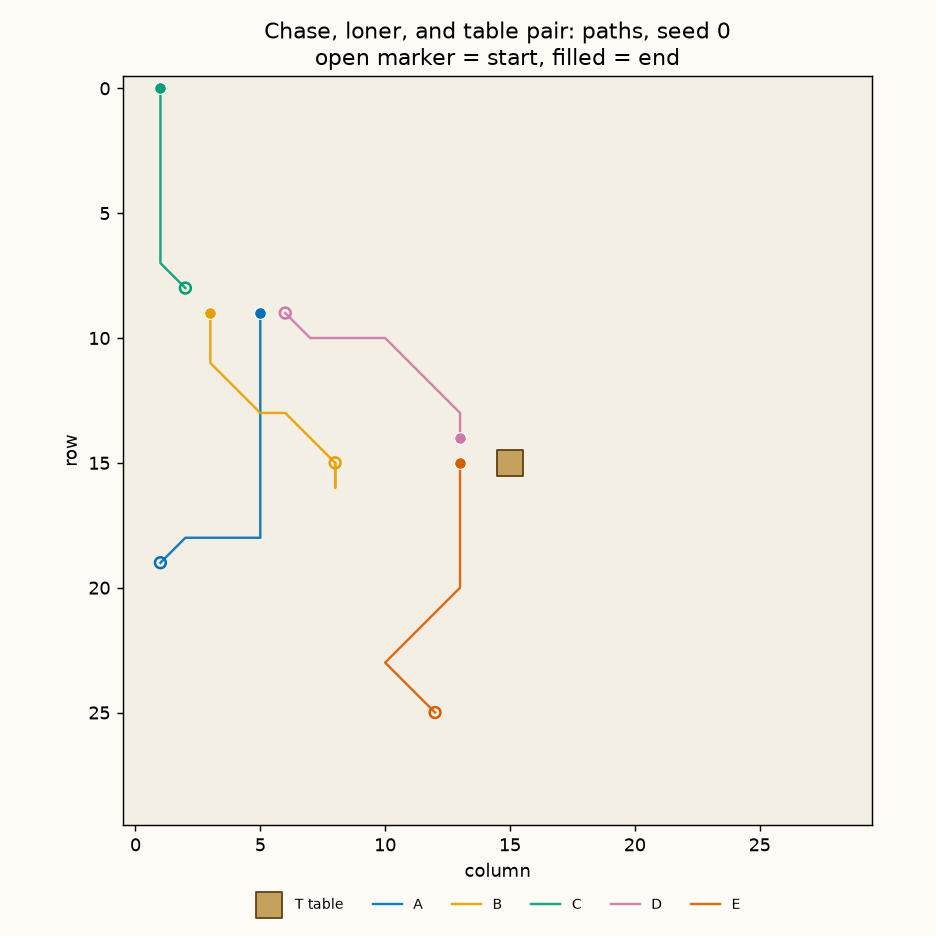 Chase, loner, and table pair: paths, seed 0
open marker = start, filled = end
0
5
10
15
20
25
row
0 5 10 15 20 25
column
T table A B C D E